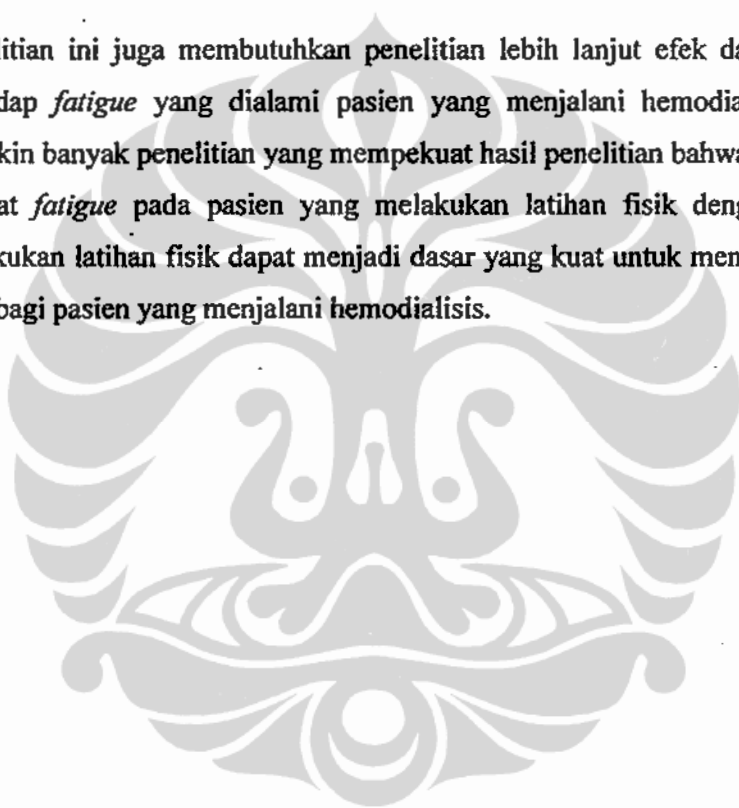 litian ini juga membutuhkan penelitian lebih lanjut efek da
dap fatigue yang dialami pasien yang menjalani hemodia
kin banyak penelitian yang mempekuat hasil penelitian bahwa
at fatigue pada pasien yang melakukan latihan fisik deng
kukan latihan fisik dapat menjadi dasar yang kuat untuk men
bagi pasien yang menjalani hemodialisis.